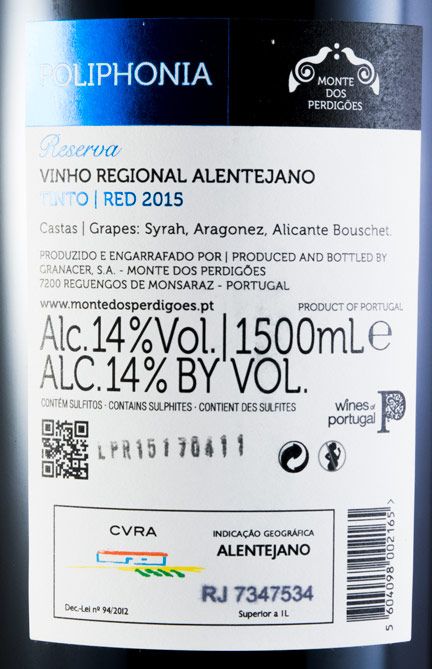 POLIPHONIA
MONTE
DOS
PERDIGÕES
Reserva
VINHO REGIONAL ALENTEJANO
TINTO | RED 2015
Castas | Grapes: Syrah, Aragonez, Alicante Bouschet.
PRODUZIDO E ENGARRAFADO POR | PRODUCED AND BOTTLED BY
GRANACER, S.A. - MONTE DOS PERDIGÕES
7200 REGUENGOS DE MONSARAZ - PORTUGAL
www.montedosperdigoes.pt
PRODUCT OF PORTUGAL
Alc.14%Vol.|1500mL e
ALC.14% BY VOL.
CONTÉM SULFITOS - CONTAINS SULPHITES - CONTIENT DES SULFITES
wines of
portugal
LPR15170411
CVRA
INDICAÇÃO GEOGRÁFICA
ALENTEJANO
RJ 7347534
Dec.-Lei nº 94/2012
Superior a 1L
5 604098 002165 >